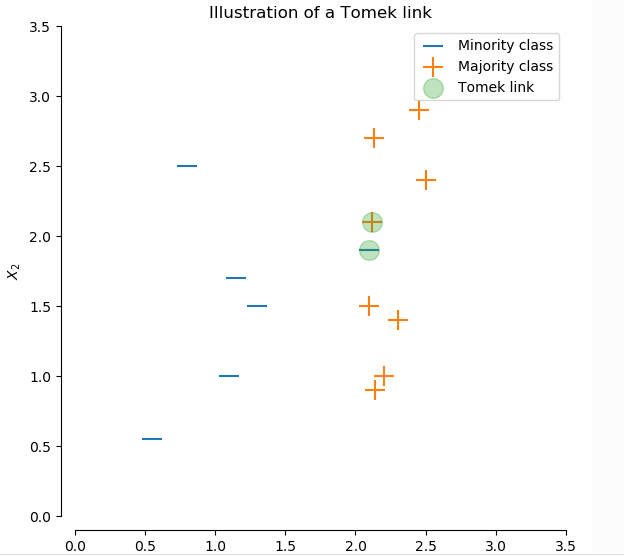 Illustration of a Tomek link
3.5
Minority class
Majority class
Tomek link
3.0
2.5
2.0
X2
1.5
1.0
0.5
0.0
0.0 0.5 1.0 1.5 2.0 2.5 3.0 3.5